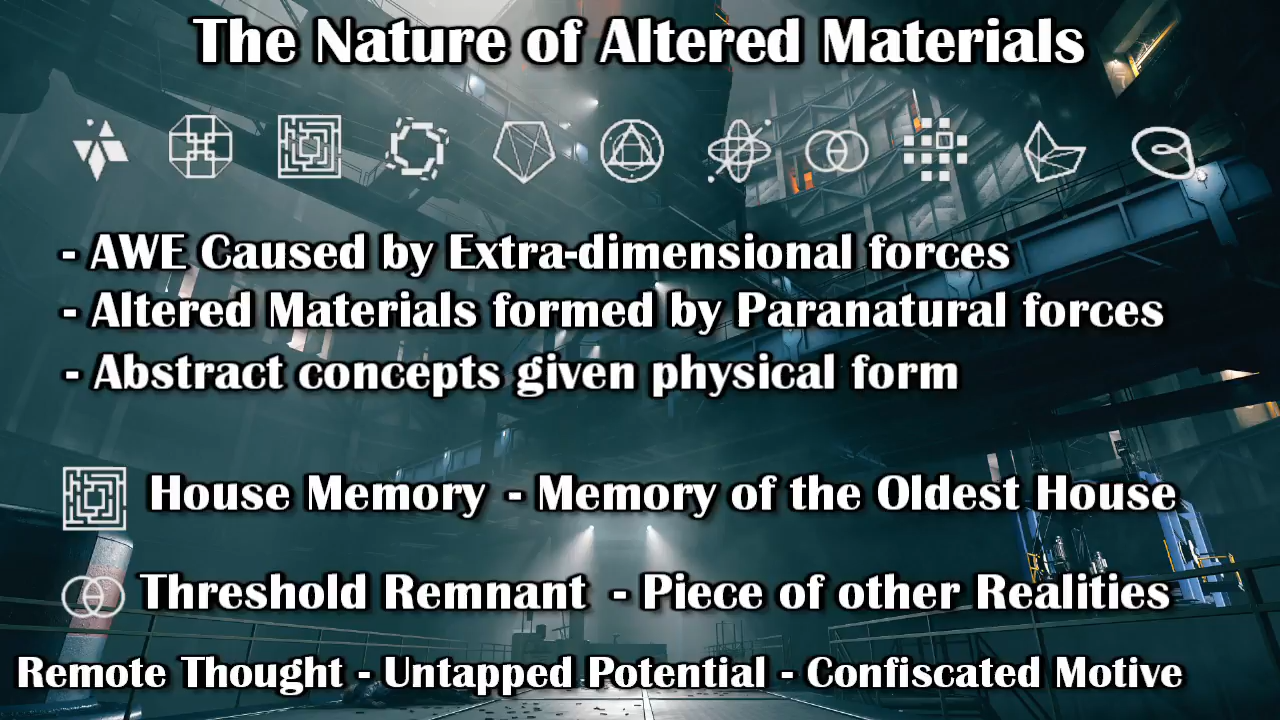 The Nature of Altered Materials
- AWE Caused by Extra-dimensional forces
- Altered Materials formed by Paranatural forces
- Abstract concepts given physical form
House Memory - Memory of the Oldest House
Threshold Remnant - Piece of other Realities
Remote Thought - Untapped Potential - Confiscated Motive